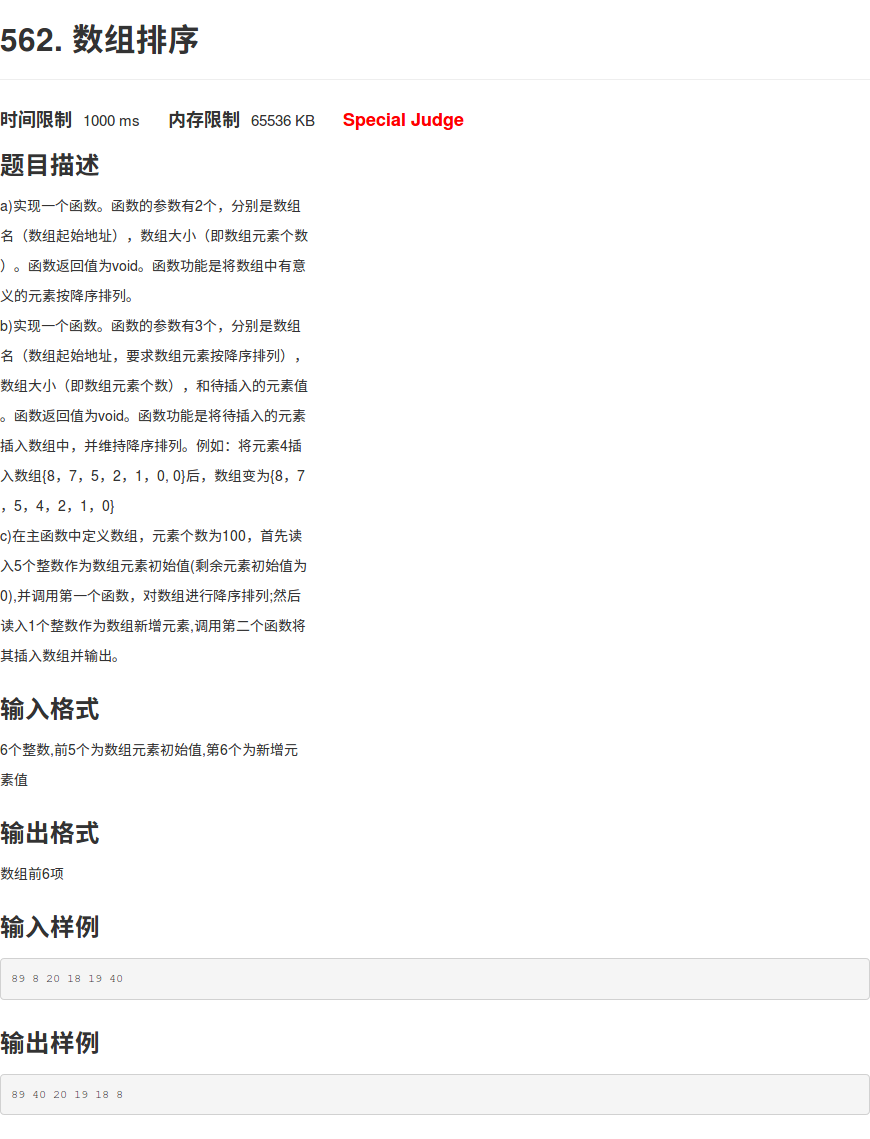 562. 数组排序
时间限制 1000 ms 内存限制 65536 KB Special Judge
题目描述
a)实现一个函数。函数的参数有2个，分别是数组
名（数组起始地址），数组大小（即数组元素个数
）。函数返回值为void。函数功能是将数组中有意
义的元素按降序排列。
b)实现一个函数。函数的参数有3个，分别是数组
名（数组起始地址，要求数组元素按降序排列），
数组大小（即数组元素个数），和待插入的元素值
。函数返回值为void。函数功能是将待插入的元素
插入数组中，并维持降序排列。例如：将元素4插
入数组{8，7，5，2，1，0, 0}后，数组变为{8，7
，5，4，2，1，0}
c)在主函数中定义数组，元素个数为100，首先读
入5个整数作为数组元素初始值(剩余元素初始值为
0),并调用第一个函数，对数组进行降序排列;然后
读入1个整数作为数组新增元素,调用第二个函数将
其插入数组并输出。
输入格式
6个整数,前5个为数组元素初始值,第6个为新增元
素值
输出格式
数组前6项
输入样例
89 8 20 18 19 40
输出样例
89 40 20 19 18 8